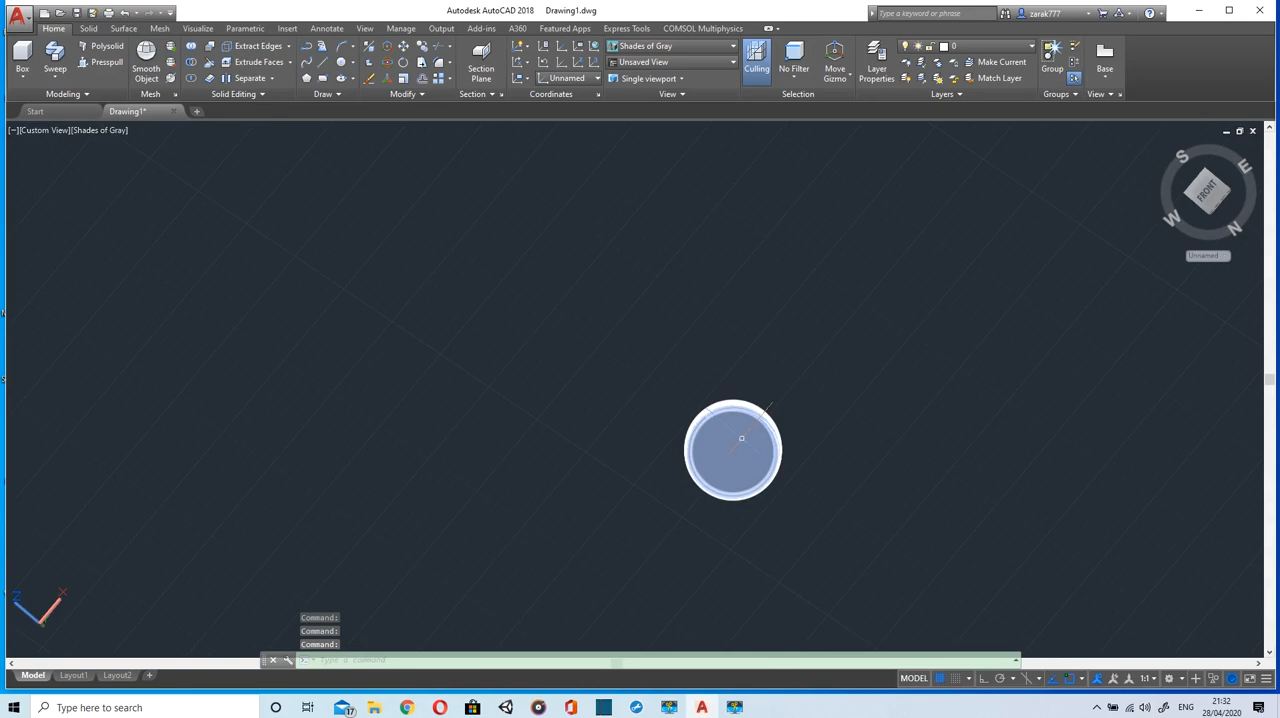 Autodesk AutoCAD 2018 Drawing1.dwg
Type a keyword or phrase
zarak777
Home Solid Surface Mesh Visualize Parametric Insert Annotate View Manage Output Add-ins A360 Featured Apps Express Tools COMSOL Multiphysics
Polysolid
Presspull
Extrude Edges
Extrude Faces
Separate
Shades of Gray
Unsaved View
Unnamed
Single viewport
0
Make Current
Match Layer
Box
Sweep
Smooth
Object
Section
Plane
Culling
No Filter
Move
Gizmo
Layer
Properties
Group
Base
Modeling
Mesh
Solid Editing
Draw
Modify
Section
Coordinates
View
Selection
Layers
Groups
View
Start
Drawing1*
[−][Custom View][Shades of Gray]
S
E
FRONT
W
N
Unnamed
Z
X
Command:
Command:
Command:
Type a command
Model
Layout1
Layout2
MODEL
1:1
Type here to search
17
ENG
21:32
28/04/2020